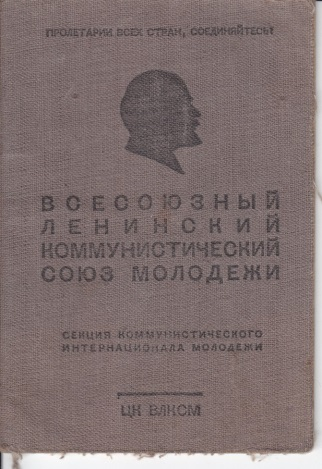 ПРОЛЕТАРИИ ВСЕХ СТРАН, СОЕДИНЯЙТЕСЬ!
ВСЕСОЮЗНЫЙ
ЛЕНИНСКИЙ
КОММУНИСТИЧЕСКИЙ
СОЮЗ МОЛОДЕЖИ
СЕКЦИЯ КОММУНИСТИЧЕСКОГО
ИНТЕРНАЦИОНАЛА МОЛОДЕЖИ
ЦК ВЛКСМ